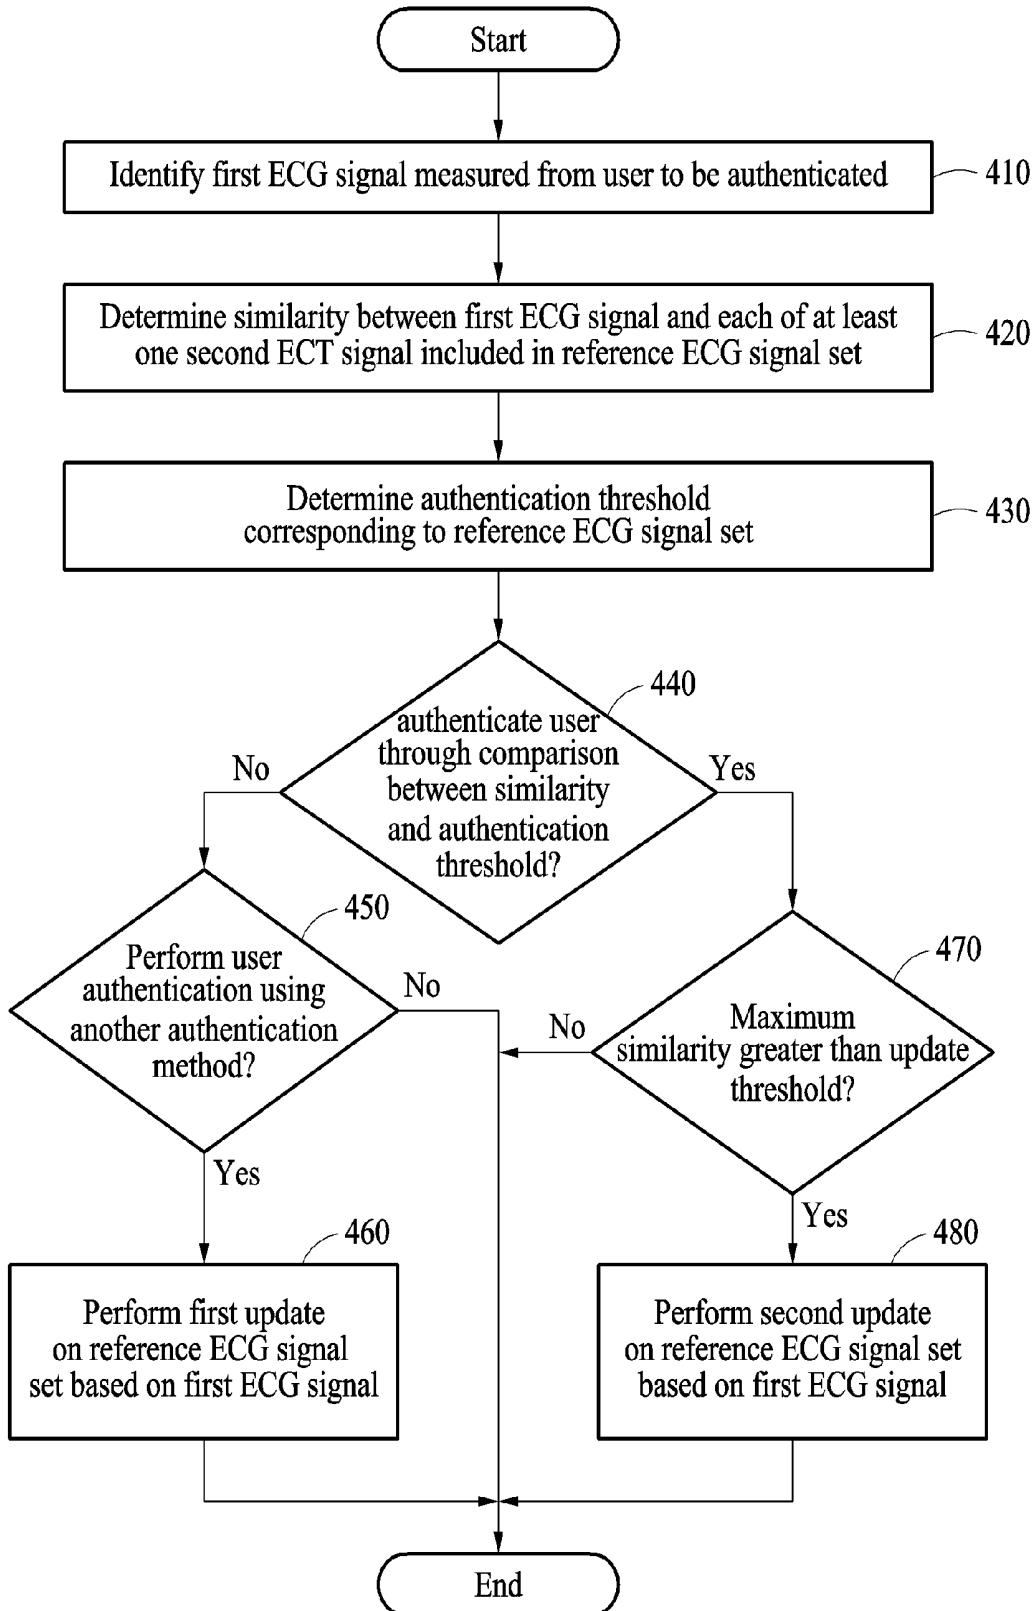 Start
Identify first ECG signal measured from user to be authenticated
410
Determine similarity between first ECG signal and each of at least
one second ECT signal included in reference ECG signal set
420
Determine authentication threshold
corresponding to reference ECG signal set
430
440
authenticate user
through comparison
between similarity
and authentication
threshold?
No
Yes
450
Perform user
authentication using
another authentication
method?
No
Yes
470
Maximum
similarity greater than update
threshold?
No
Yes
460
Perform first update
on reference ECG signal
set based on first ECG signal
480
Perform second update
on reference ECG signal set
based on first ECG signal
End